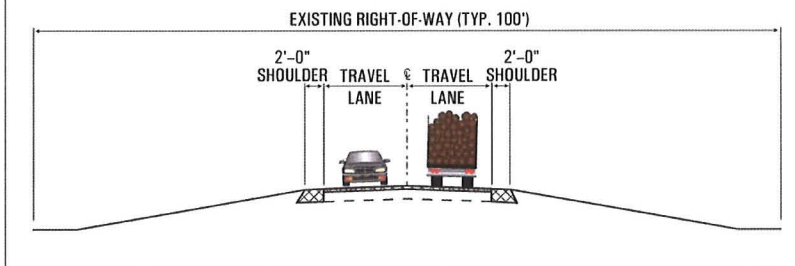 EXISTING RIGHT-OF-WAY (TYP. 100')
2'–0" 2'–0"
SHOULDER TRAVEL ℄ TRAVEL SHOULDER
LANE LANE